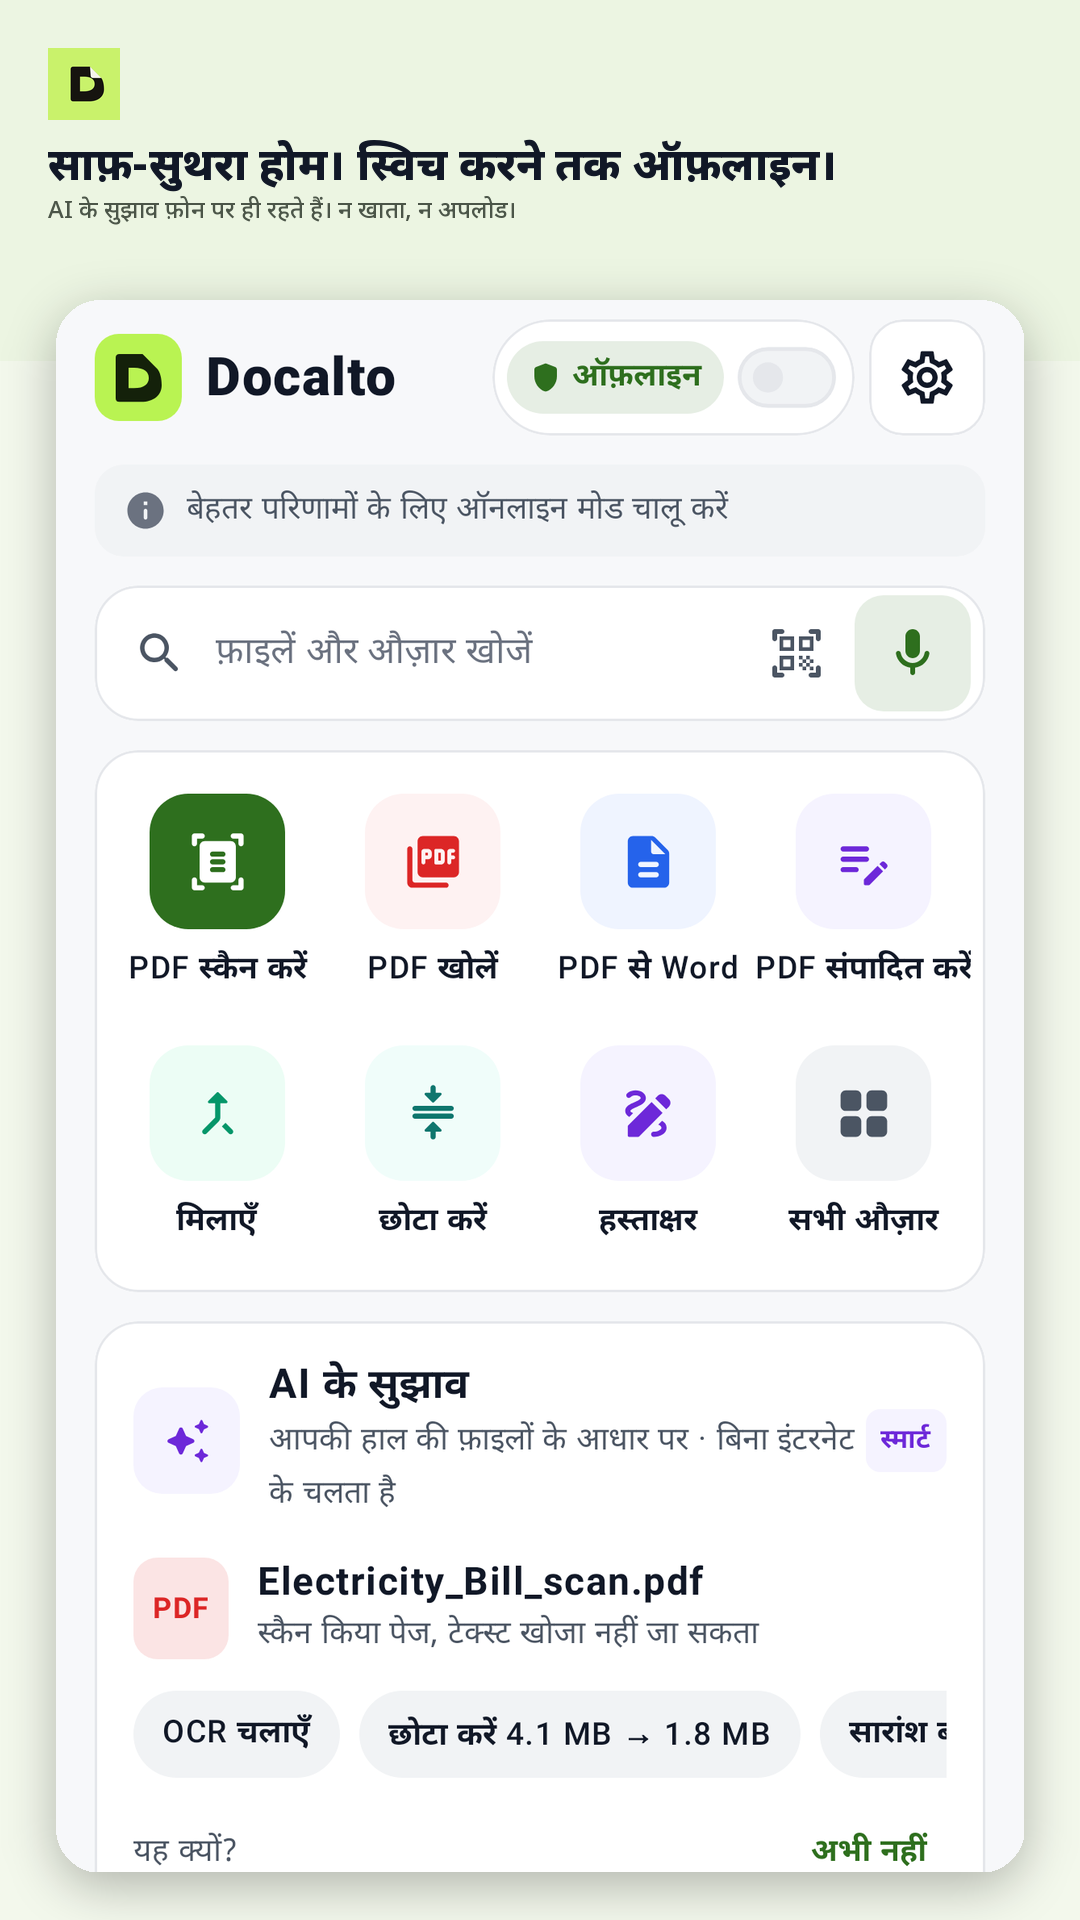 साफ़-सुथरा होम। स्विच करने तक ऑफ़लाइन।
AI के सुझाव फ़ोन पर ही रहते हैं। न खाता, न अपलोड।
Docalto
ऑफ़लाइन
बेहतर परिणामों के लिए ऑनलाइन मोड चालू करें
फ़ाइलें और औज़ार खोजें
PDF
PDF स्कैन करें
PDF खोलें
PDF से Word
PDF संपादित करें
मिलाएँ
छोटा करें
हस्ताक्षर
सभी औज़ार
AI के सुझाव
आपकी हाल की फ़ाइलों के आधार पर · बिना इंटरनेट
के चलता है
स्मार्ट
PDF
Electricity_Bill_scan.pdf
स्कैन किया पेज, टेक्स्ट खोजा नहीं जा सकता
OCR चलाएँ
छोटा करें 4.1 MB → 1.8 MB
सारांश
यह क्यों?
अभी नहीं